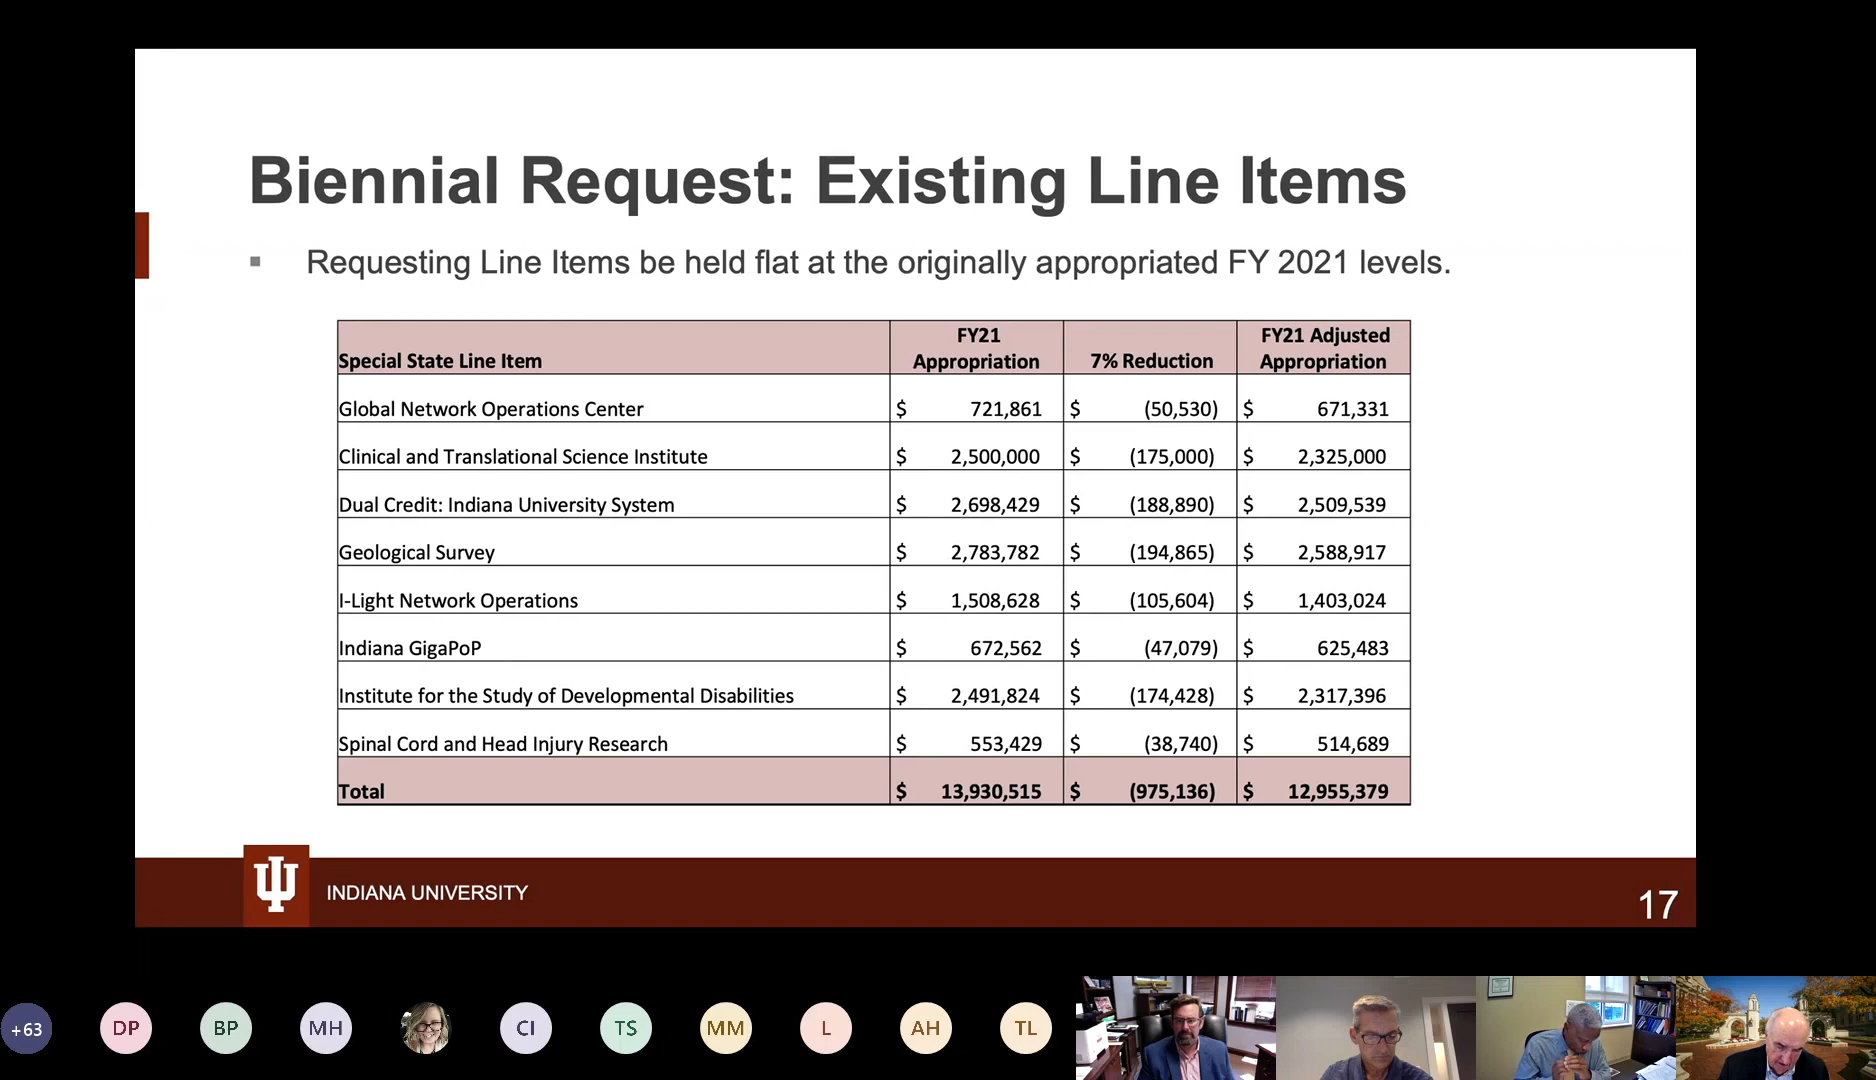 Biennial Request: Existing Line Items
▪ Requesting Line Items be held flat at the originally appropriated FY 2021 levels.
Special State Line Item FY21 Appropriation 7% Reduction FY21 Adjusted Appropriation
Global Network Operations Center $ 721,861 $ (50,530) $ 671,331
Clinical and Translational Science Institute $ 2,500,000 $ (175,000) $ 2,325,000
Dual Credit: Indiana University System $ 2,698,429 $ (188,890) $ 2,509,539
Geological Survey $ 2,783,782 $ (194,865) $ 2,588,917
I-Light Network Operations $ 1,508,628 $ (105,604) $ 1,403,024
Indiana GigaPoP $ 672,562 $ (47,079) $ 625,483
Institute for the Study of Developmental Disabilities $ 2,491,824 $ (174,428) $ 2,317,396
Spinal Cord and Head Injury Research $ 553,429 $ (38,740) $ 514,689
Total $ 13,930,515 $ (975,136) $ 12,955,379
INDIANA UNIVERSITY
17
+63 DP BP MH CI TS MM L AH TL